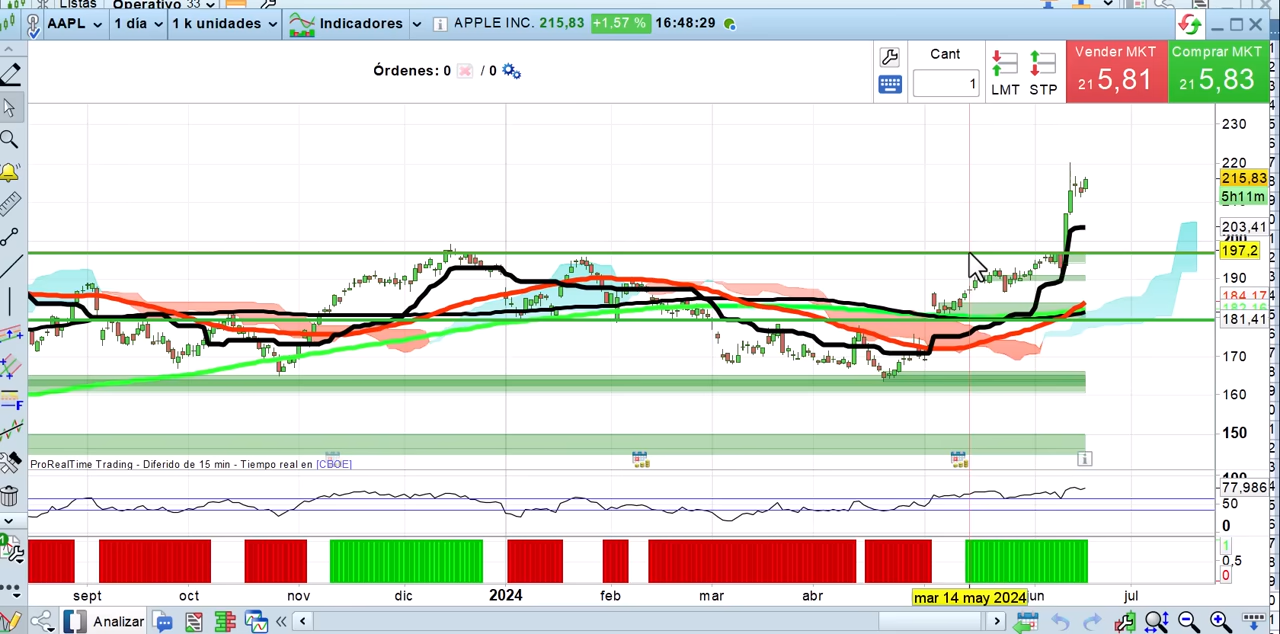 Listas Operativo 33
AAPL 1 día 1 k unidades Indicadores APPLE INC. 215,83 +1.57 % 16:48:29
Órdenes: 0 / 0
Cant
1
LMT STP
Vender MKT
21 5,81
Comprar MKT
21 5,83
230
220
215,83
5h11m
203,41
197,2
190
184,17
181,41
170
160
150
ProRealTime Trading - Diferido de 15 min - Tiempo real en [CBOE]
77,986
50
0
1
0,5
0
sept oct nov dic 2024 feb mar abr mar 14 may 2024 jun jul
Analizar